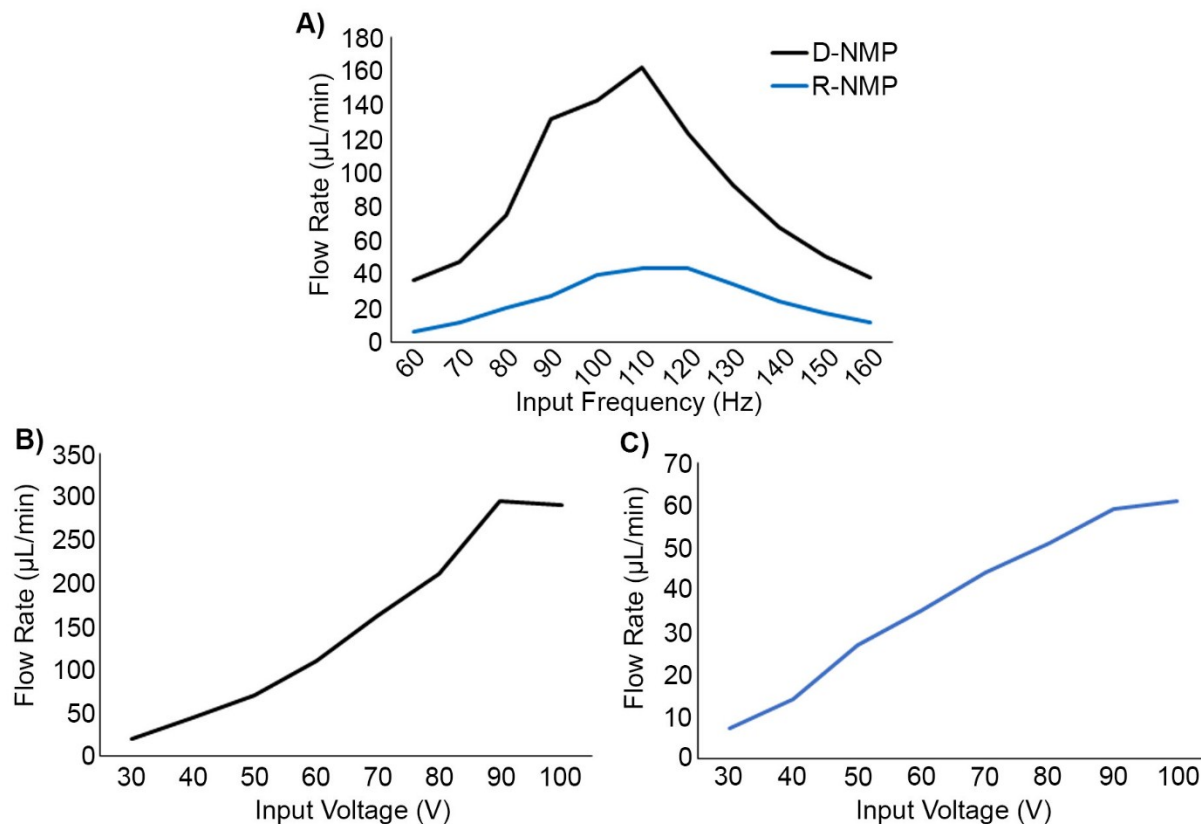 A)
180
160
140
120
100
80
60
40
20
0
Flow Rate (µL/min)
D-NMP
R-NMP
60 70 80 90 100 110 120 130 140 150 160
Input Frequency (Hz)
B)
350
300
250
200
150
100
50
0
Flow Rate (µL/min)
30 40 50 60 70 80 90 100
Input Voltage (V)
C)
70
60
50
40
30
20
10
0
Flow Rate (µL/min)
30 40 50 60 70 80 90 100
Input Voltage (V)